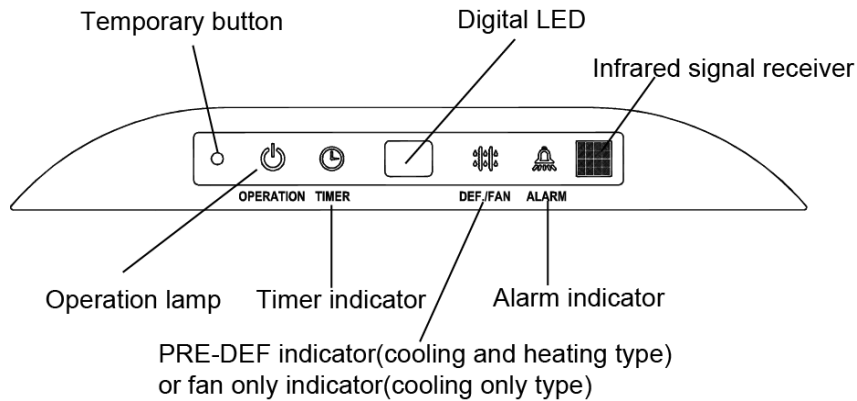 Temporary button
Digital LED
Infrared signal receiver
OPERATION TIMER DEF./FAN ALARM
Operation lamp
Timer indicator
Alarm indicator
PRE-DEF indicator(cooling and heating type)
or fan only indicator(cooling only type)